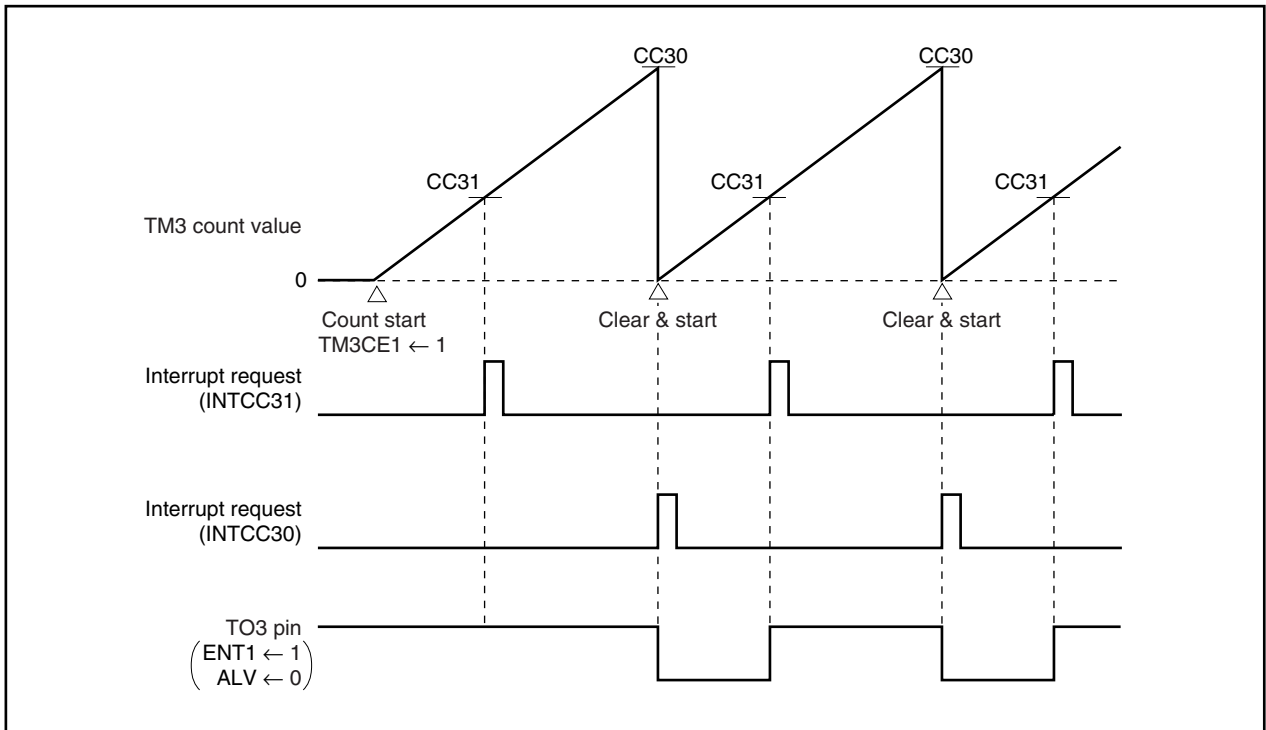 CC30
CC30
CC31
CC31
CC31
TM3 count value
0
Count start
TM3CE1 ← 1
Clear & start
Clear & start
Interrupt request
(INTCC31)
Interrupt request
(INTCC30)
TO3 pin
(ENT1 ← 1
ALV ← 0)